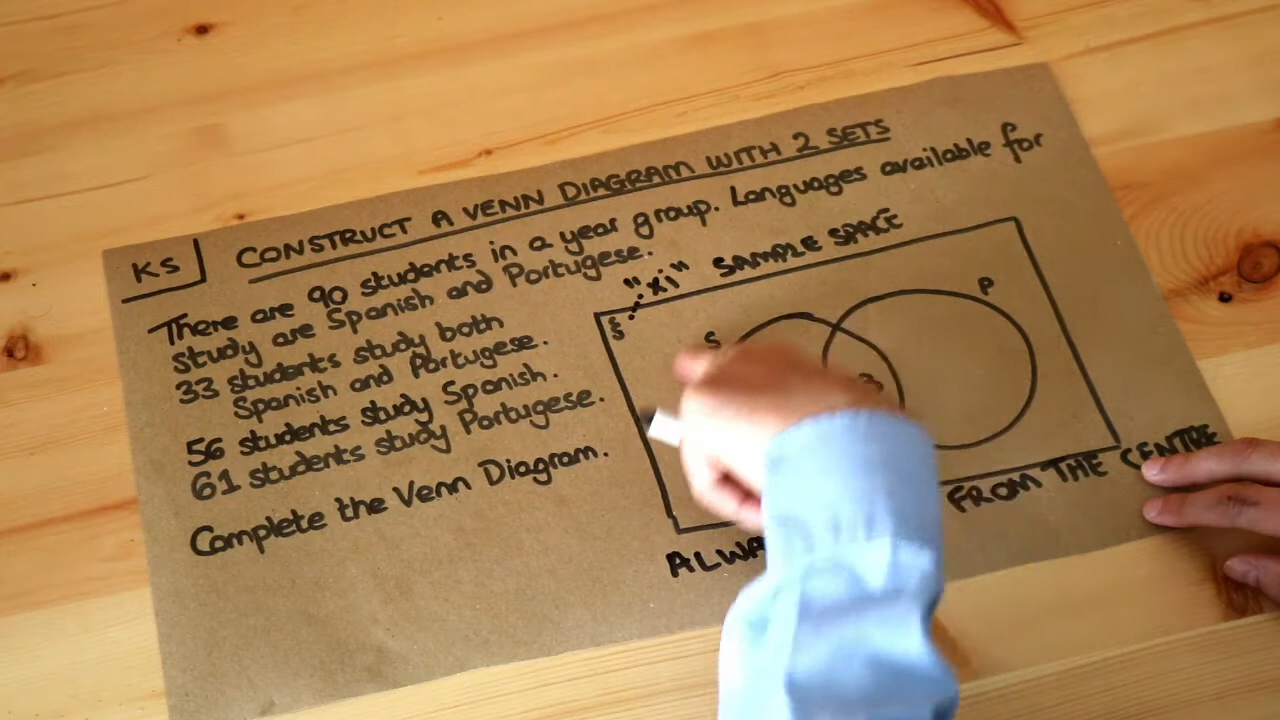 KS
CONSTRUCT A VENN DIAGRAM WITH 2 SETS
There are 90 students in a year group. Languages available for
study are Spanish and Portugese.
33 students study both
Spanish and Portugese.
56 students study Spanish.
61 students study Portugese.
Complete the Venn Diagram.
"xi" SAMPLE SPACE
ξ
S
P
FROM THE CENTRE